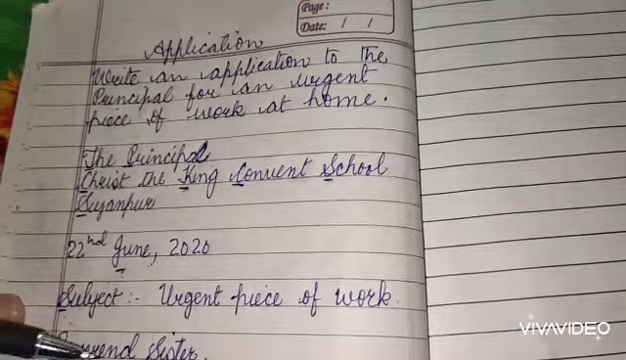 Page:
Date: / /
Application
Write an application to the
Principal for an urgent
piece of work at home.
The Principal
Christ the King Convent School
Gyanpur
22nd June, 2020
Subject:- Urgent piece of work.
Sister,
VIVAVIDEO